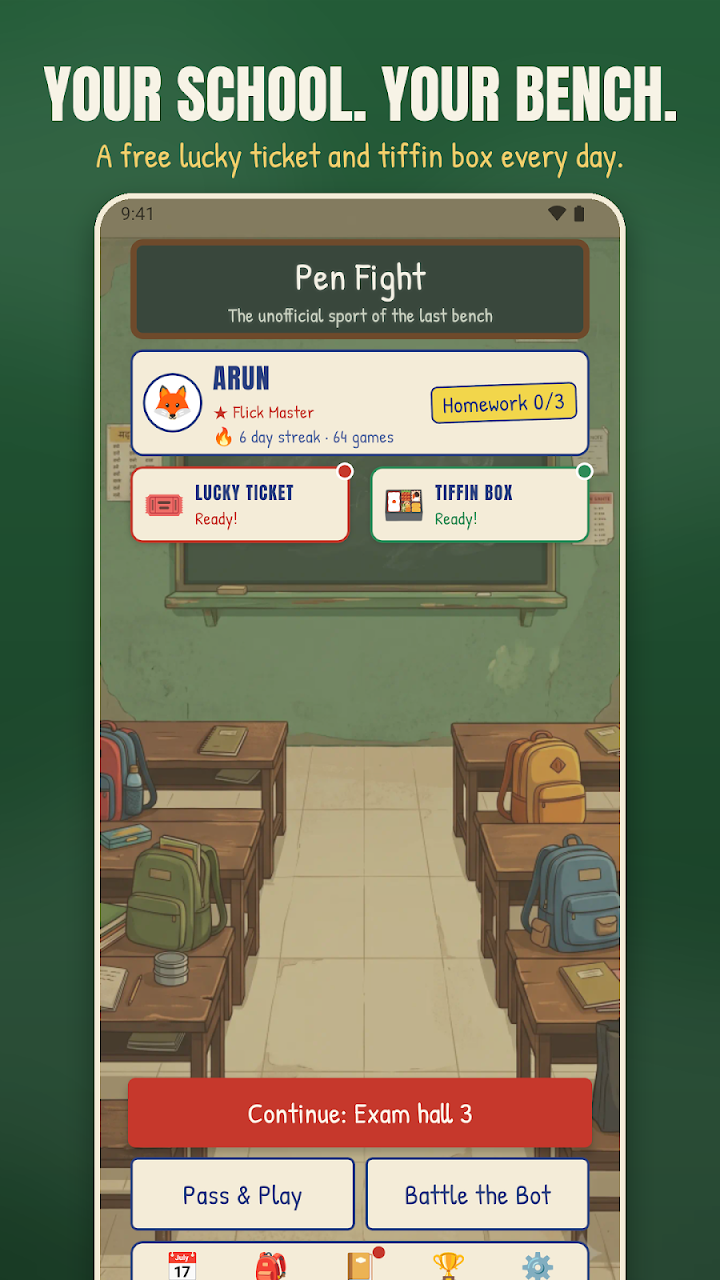 YOUR SCHOOL. YOUR BENCH.
A free lucky ticket and tiffin box every day.
9:41
Pen Fight
The unofficial sport of the last bench
ARUN
★ Flick Master
🔥 6 day streak · 64 games
Homework 0/3
LUCKY TICKET
Ready!
TIFFIN BOX
Ready!
Continue: Exam hall 3
Pass & Play
Battle the Bot
July
17